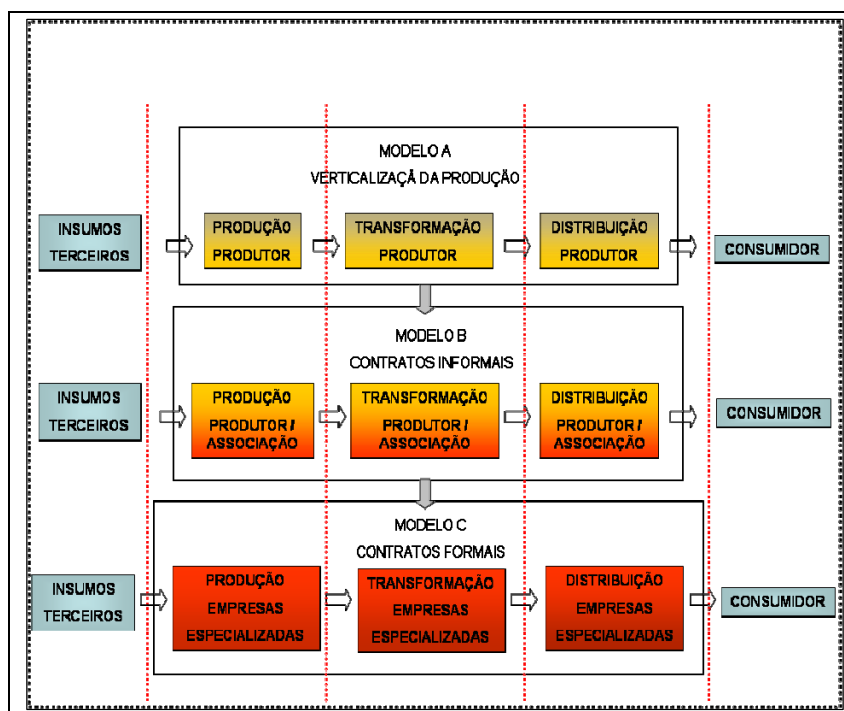 MODELO A
VERTICALIZAÇÃ DA PRODUÇÃO
INSUMOS
TERCEIROS
PRODUÇÃO
PRODUTOR
TRANSFORMAÇÃO
PRODUTOR
DISTRIBUIÇÃO
PRODUTOR
CONSUMIDOR
MODELO B
CONTRATOS INFORMAIS
INSUMOS
TERCEIROS
PRODUÇÃO
PRODUTOR /
ASSOCIAÇÃO
TRANSFORMAÇÃO
PRODUTOR /
ASSOCIAÇÃO
DISTRIBUIÇÃO
PRODUTOR /
ASSOCIAÇÃO
CONSUMIDOR
MODELO C
CONTRATOS FORMAIS
INSUMOS
TERCEIROS
PRODUÇÃO
EMPRESAS
ESPECIALIZADAS
TRANSFORMAÇÃO
EMPRESAS
ESPECIALIZADAS
DISTRIBUIÇÃO
EMPRESAS
ESPECIALIZADAS
CONSUMIDOR